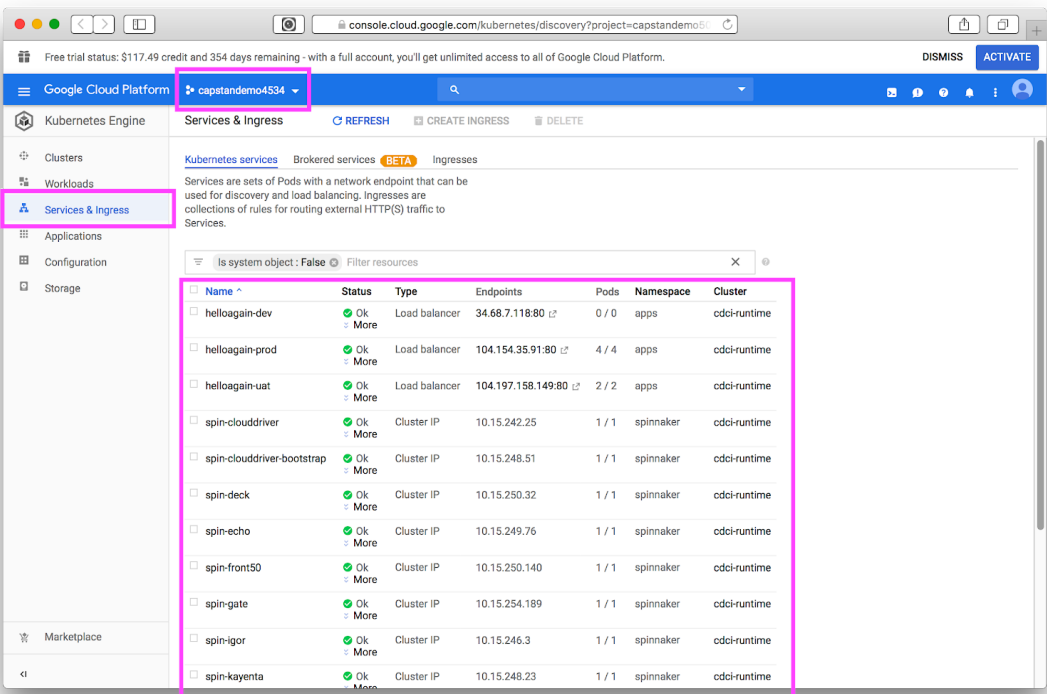 console.cloud.google.com/kubernetes/discovery?project=capstandemo
Free trial status: $117.49 credit and 354 days remaining - with a full account, you'll get unlimited access to all of Google Cloud Platform.
DISMISS
ACTIVATE
Google Cloud Platform
capstandemo4534
Kubernetes Engine
Services & Ingress
REFRESH
CREATE INGRESS
DELETE
Clusters
Workloads
Services & Ingress
Applications
Configuration
Storage
Marketplace
Kubernetes services Brokered services BETA Ingresses
Services are sets of Pods with a network endpoint that can be
used for discovery and load balancing. Ingresses are
collections of rules for routing external HTTP(S) traffic to
Services.
Is system object : False Filter resources
Name Status Type Endpoints Pods Namespace Cluster
helloagain-dev Ok Load balancer 34.68.7.118:80 0 / 0 apps cdci-runtime
More
helloagain-prod Ok Load balancer 104.154.35.91:80 4 / 4 apps cdci-runtime
More
helloagain-uat Ok Load balancer 104.197.158.149:80 2 / 2 apps cdci-runtime
More
spin-clouddriver Ok Cluster IP 10.15.242.25 1 / 1 spinnaker cdci-runtime
More
spin-clouddriver-bootstrap Ok Cluster IP 10.15.248.51 1 / 1 spinnaker cdci-runtime
More
spin-deck Ok Cluster IP 10.15.250.32 1 / 1 spinnaker cdci-runtime
More
spin-echo Ok Cluster IP 10.15.249.76 1 / 1 spinnaker cdci-runtime
More
spin-front50 Ok Cluster IP 10.15.250.140 1 / 1 spinnaker cdci-runtime
More
spin-gate Ok Cluster IP 10.15.254.189 1 / 1 spinnaker cdci-runtime
More
spin-igor Ok Cluster IP 10.15.246.3 1 / 1 spinnaker cdci-runtime
More
spin-kayenta Ok Cluster IP 10.15.248.23 1 / 1 spinnaker cdci-runtime
More